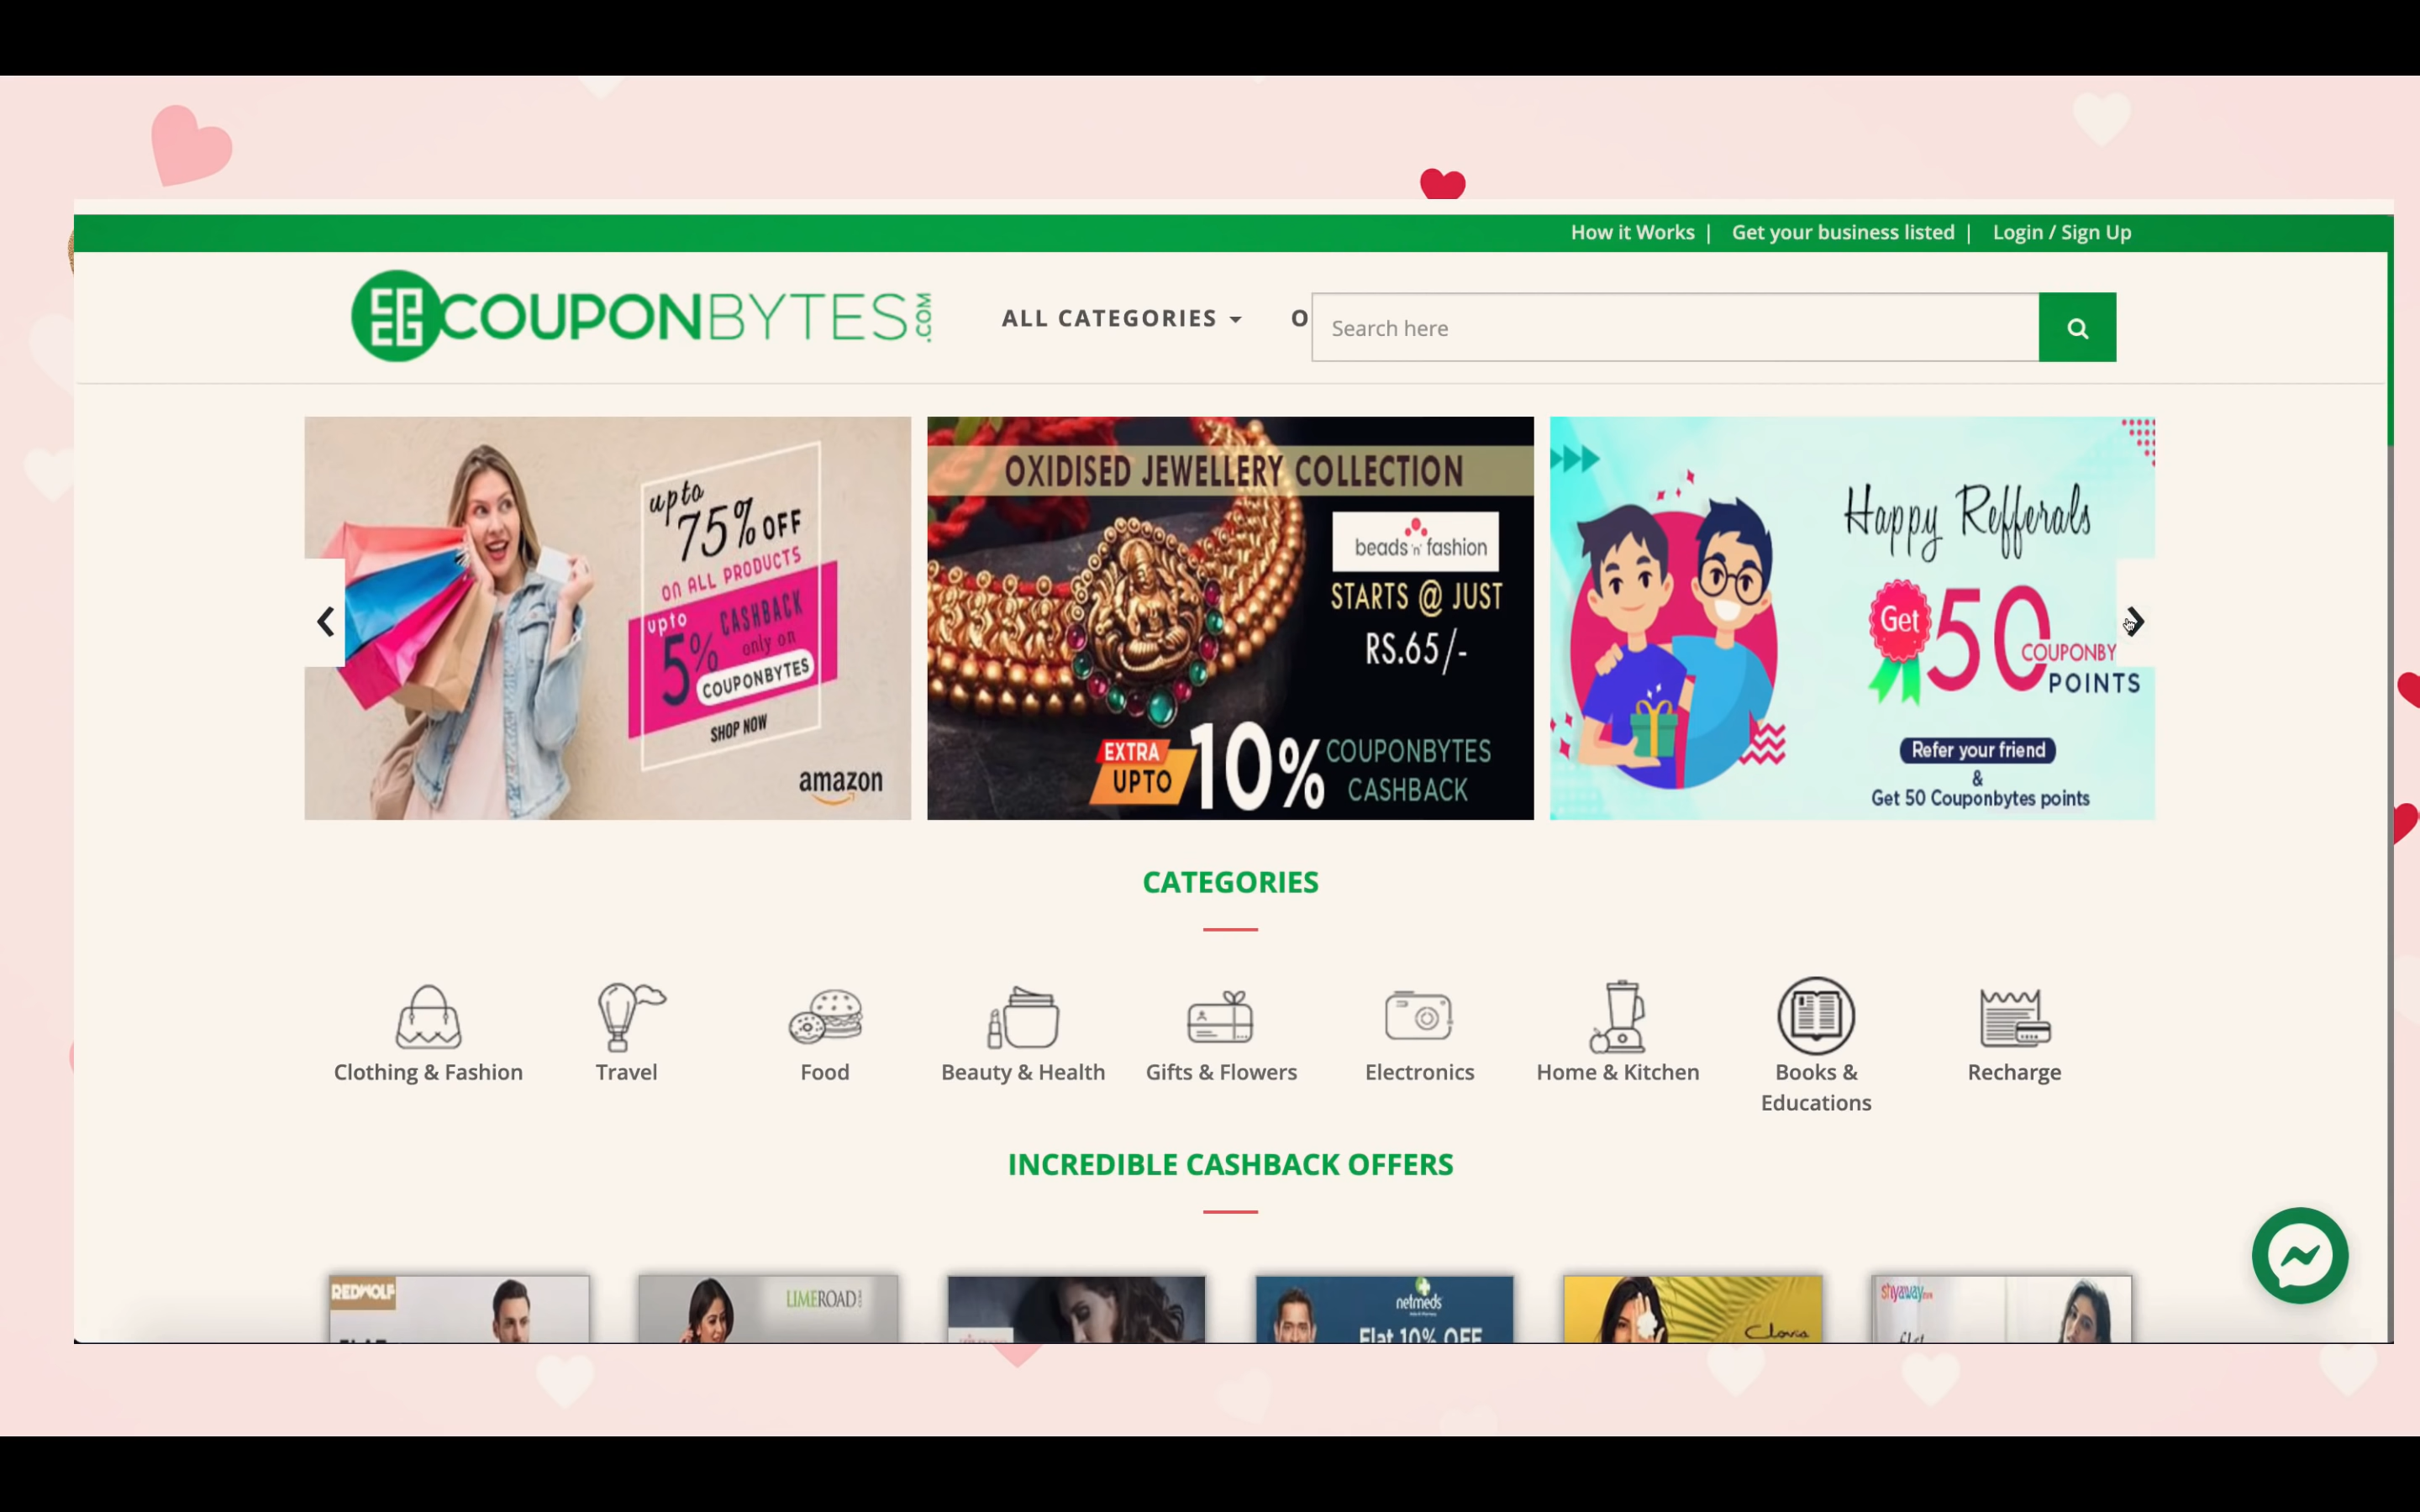 How it Works | Get your business listed | Login / Sign Up
COUPONBYTES.COM
ALL CATEGORIES O
Search here
upto
75% OFF
ON ALL PRODUCTS
upto
5% CASHBACK
only on
COUPONBYTES
SHOP NOW
amazon
OXIDISED JEWELLERY COLLECTION
beads 'n' fashion
STARTS @ JUST
RS.65/-
EXTRA
UPTO
10% COUPONBYTES
CASHBACK
Happy Refferals
Get 50 COUPONBY
POINTS
Refer your friend
&
Get 50 Couponbytes points
CATEGORIES
Clothing & Fashion
Travel
Food
Beauty & Health
Gifts & Flowers
Electronics
Home & Kitchen
Books &
Educations
Recharge
INCREDIBLE CASHBACK OFFERS
REDWOLF
LIMEROAD
netmeds
Flat 10% OFF
Clovia
shyaway